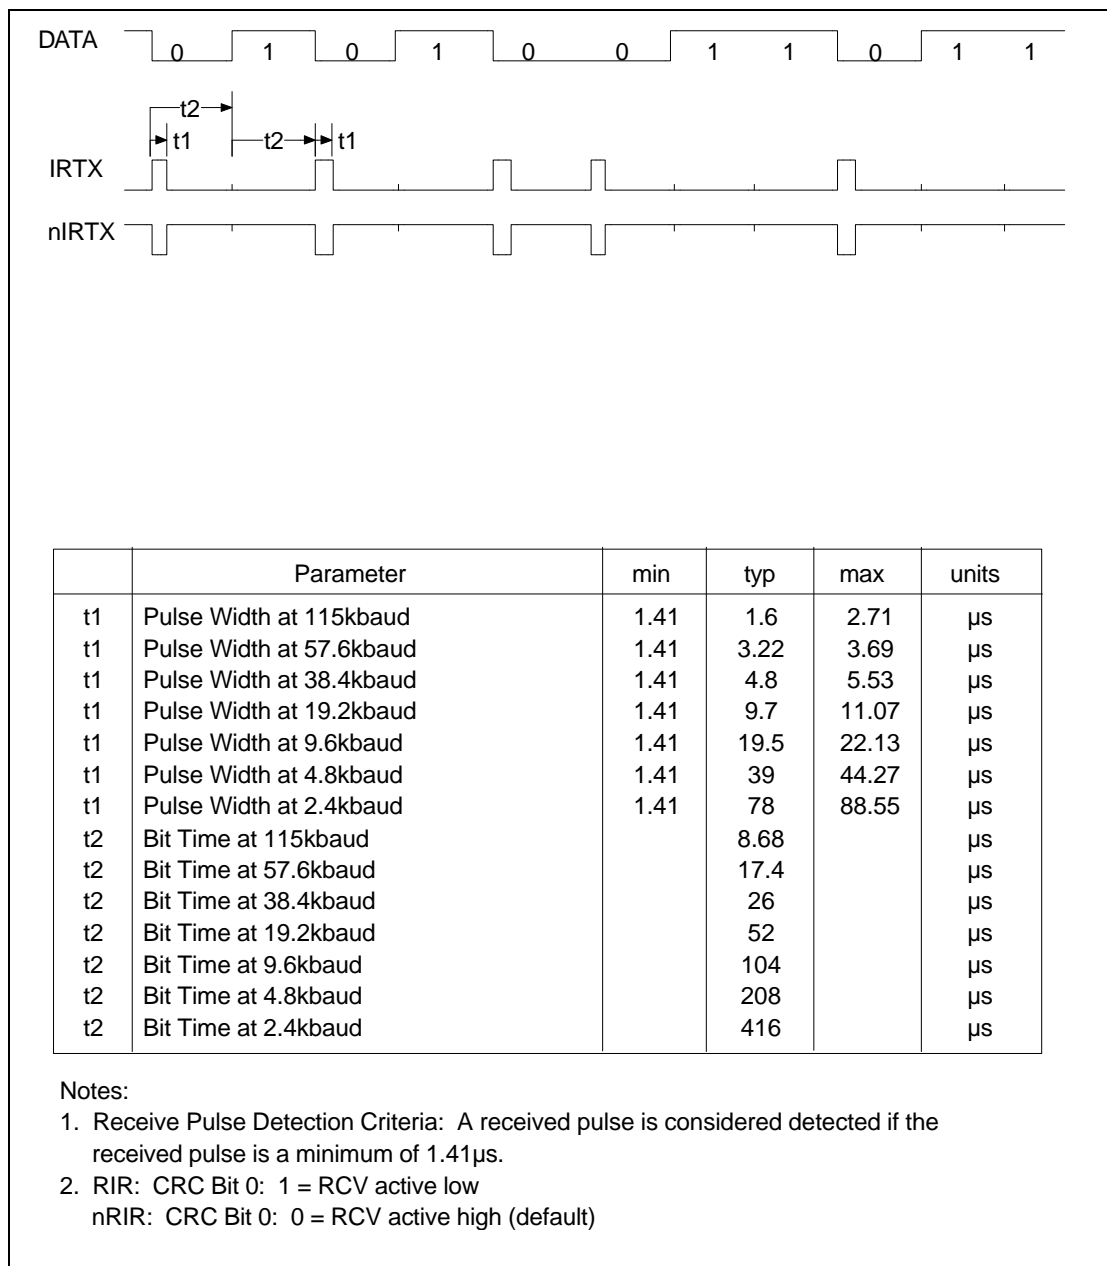 DATA 0 1 0 1 0 0 1 1 0 1 1
t2
t1 t2 t1
IRTX
nIRTX
Parameter min typ max units
t1 Pulse Width at 115kbaud 1.41 1.6 2.71 µs
t1 Pulse Width at 57.6kbaud 1.41 3.22 3.69 µs
t1 Pulse Width at 38.4kbaud 1.41 4.8 5.53 µs
t1 Pulse Width at 19.2kbaud 1.41 9.7 11.07 µs
t1 Pulse Width at 9.6kbaud 1.41 19.5 22.13 µs
t1 Pulse Width at 4.8kbaud 1.41 39 44.27 µs
t1 Pulse Width at 2.4kbaud 1.41 78 88.55 µs
t2 Bit Time at 115kbaud 8.68 µs
t2 Bit Time at 57.6kbaud 17.4 µs
t2 Bit Time at 38.4kbaud 26 µs
t2 Bit Time at 19.2kbaud 52 µs
t2 Bit Time at 9.6kbaud 104 µs
t2 Bit Time at 4.8kbaud 208 µs
t2 Bit Time at 2.4kbaud 416 µs
Notes:
1. Receive Pulse Detection Criteria: A received pulse is considered detected if the
received pulse is a minimum of 1.41µs.
2. RIR: CRC Bit 0: 1 = RCV active low
nRIR: CRC Bit 0: 0 = RCV active high (default)